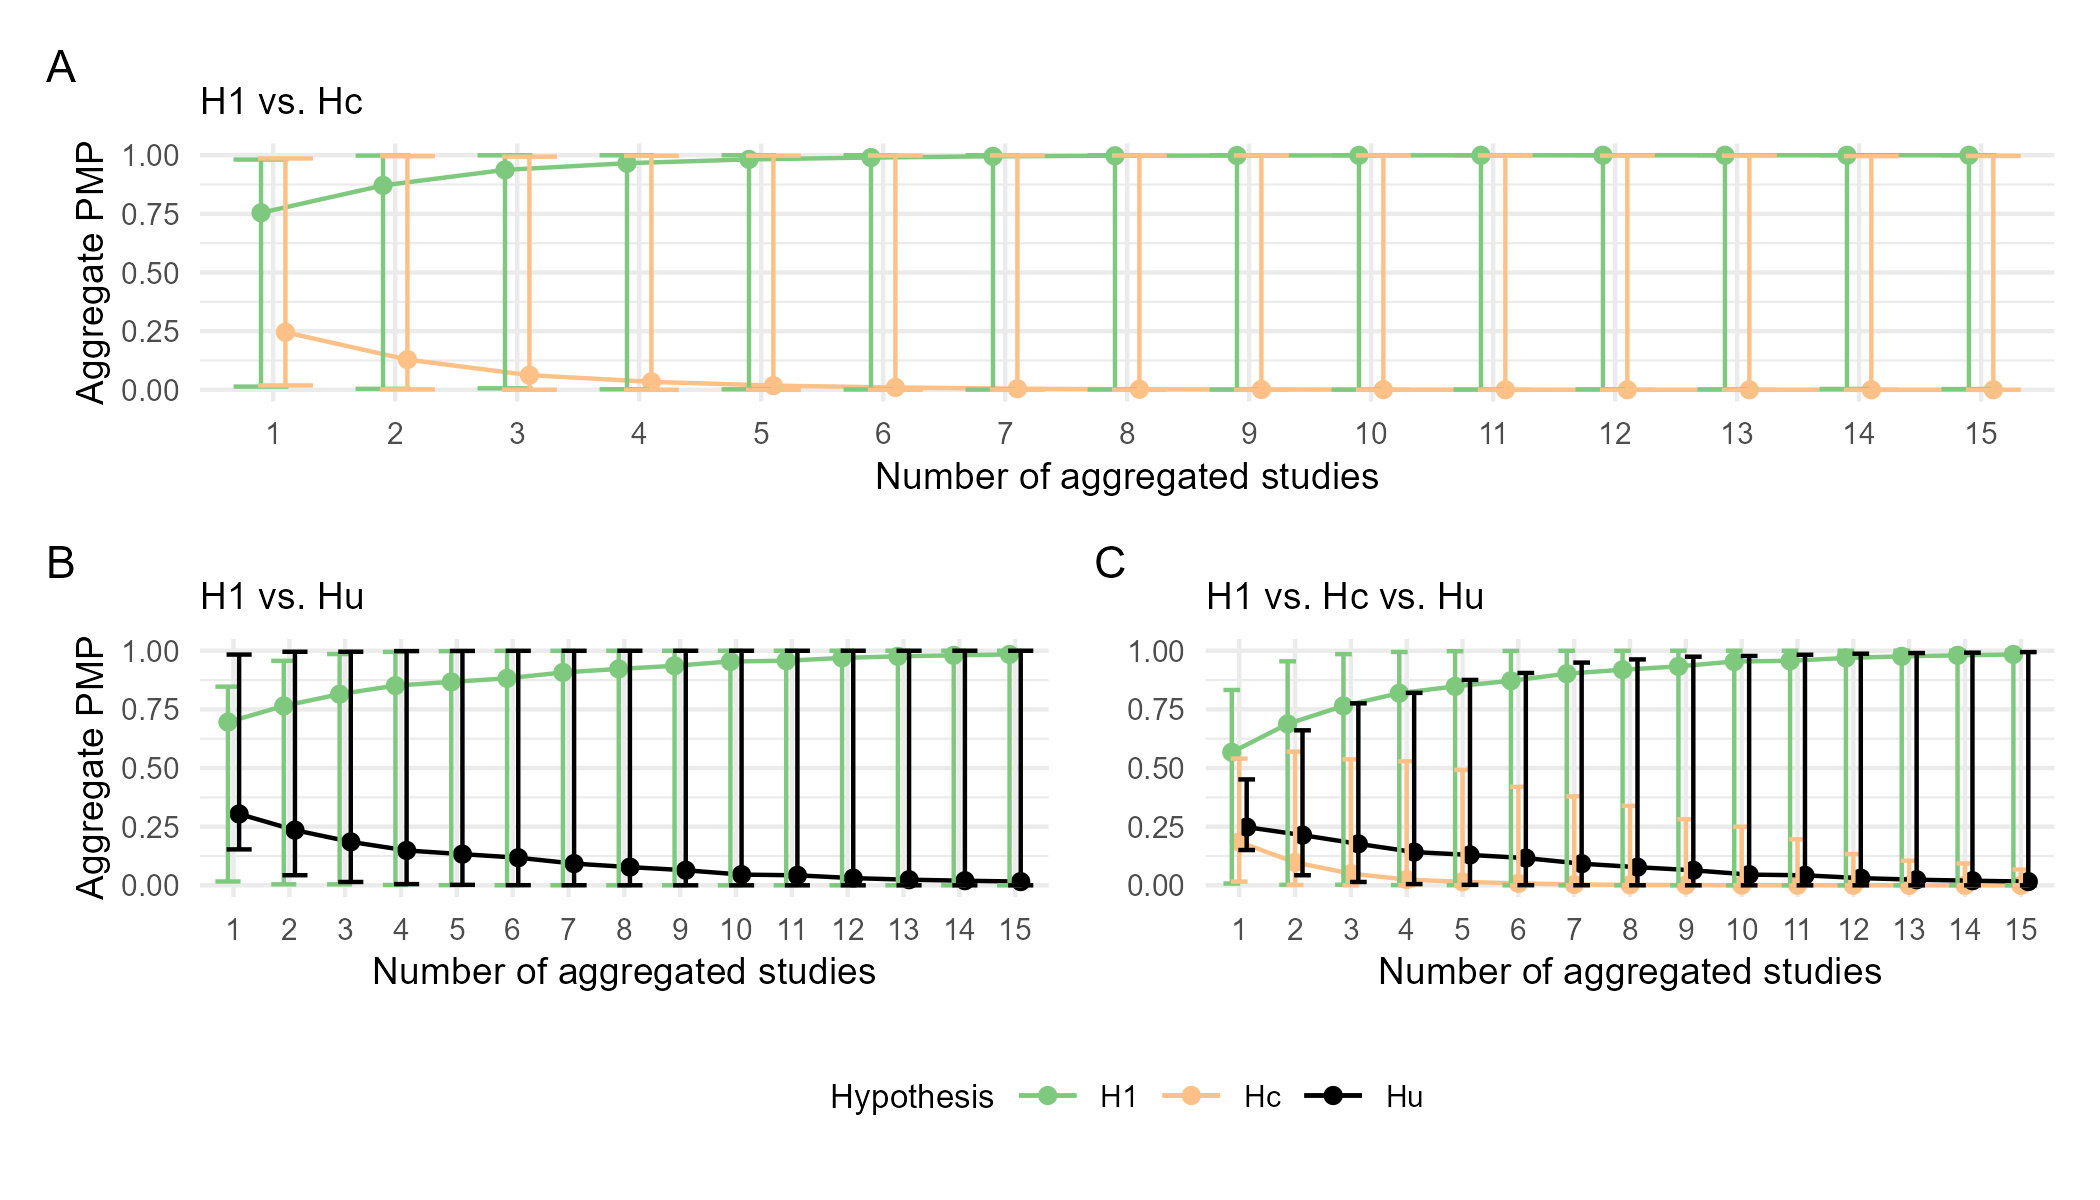 A
H1 vs. Hc
Aggregate PMP
1.00
0.75
0.50
0.25
0.00
1 2 3 4 5 6 7 8 9 10 11 12 13 14 15
Number of aggregated studies
B
H1 vs. Hu
Aggregate PMP
1.00
0.75
0.50
0.25
0.00
1 2 3 4 5 6 7 8 9 10 11 12 13 14 15
Number of aggregated studies
C
H1 vs. Hc vs. Hu
1.00
0.75
0.50
0.25
0.00
1 2 3 4 5 6 7 8 9 10 11 12 13 14 15
Number of aggregated studies
Hypothesis H1 Hc Hu